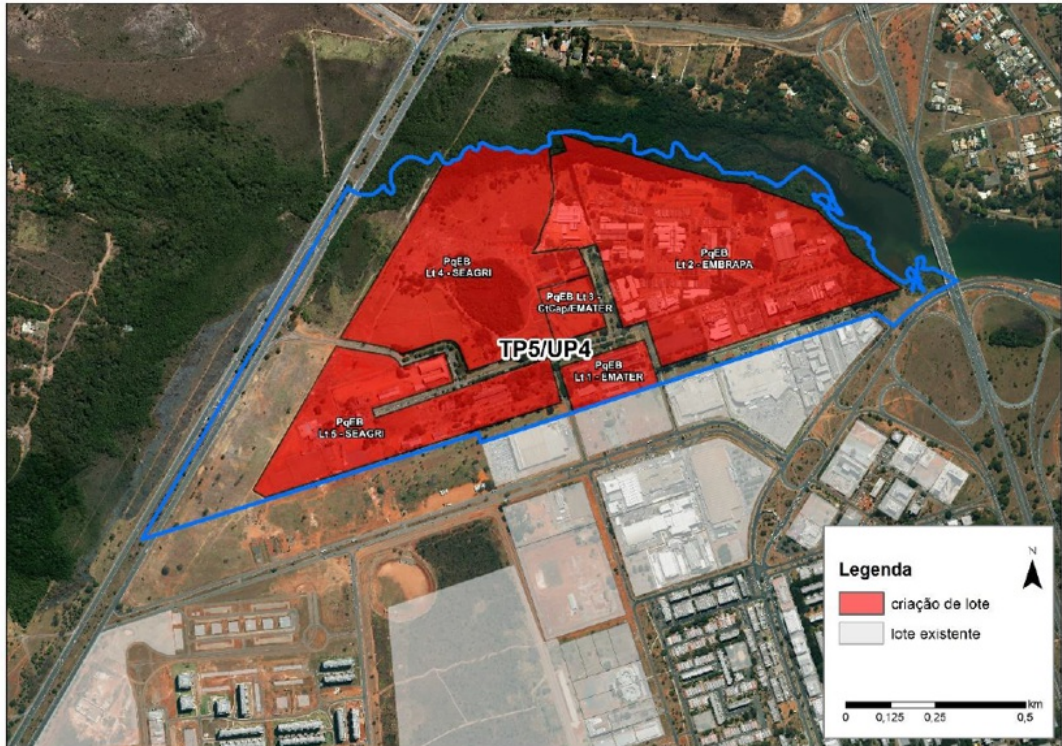 PqEB
Lt 4 - SEAGRI
PqEB
Lt 2 - EMBRAPA
PqEB Lt 3 -
CtCap/EMATER
TP5/UP4
PqEB
Lt 1 - EMATER
PqEB
Lt 5 - SEAGRI
Legenda
N
criação de lote
lote existente
km
0
0,125
0,25
0,5